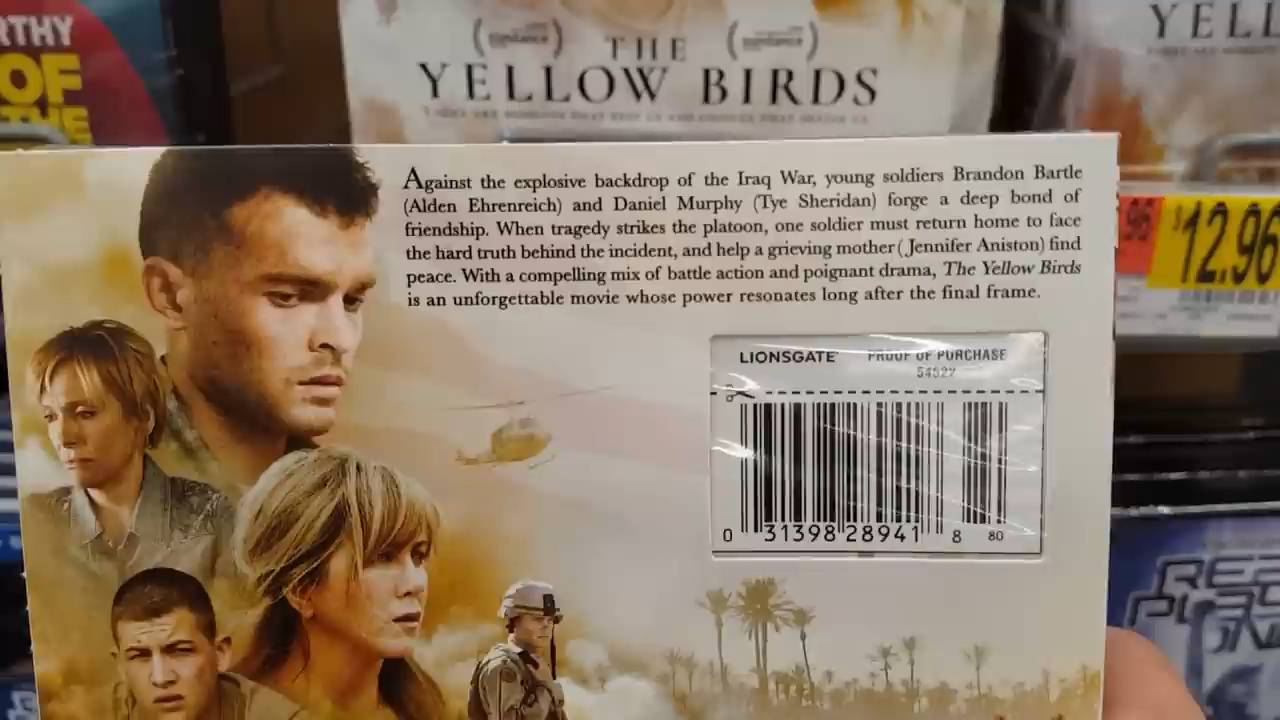 RTHY
OF
THE
sundance
THE
YELLOW BIRDS
YELL
Against the explosive backdrop of the Iraq War, young soldiers Brandon Bartle
(Alden Ehrenreich) and Daniel Murphy (Tye Sheridan) forge a deep bond of
friendship. When tragedy strikes the platoon, one soldier must return home to face
the hard truth behind the incident, and help a grieving mother (Jennifer Aniston) find
peace. With a compelling mix of battle action and poignant drama, The Yellow Birds
is an unforgettable movie whose power resonates long after the final frame.
$12.96
LIONSGATE PROOF OF PURCHASE
54527
0 31398 28941 8 80